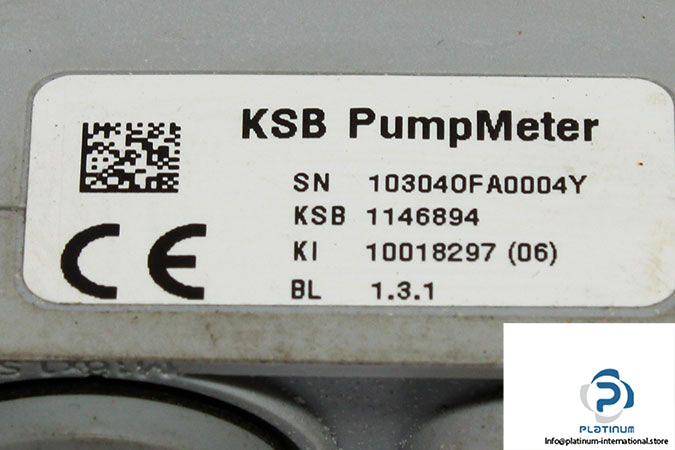 KSB PumpMeter
SN 103040FA0004Y
KSB 1146894
KI 10018297 (06)
BL 1.3.1
CE
PLATINUM
Info@platinum-international.store